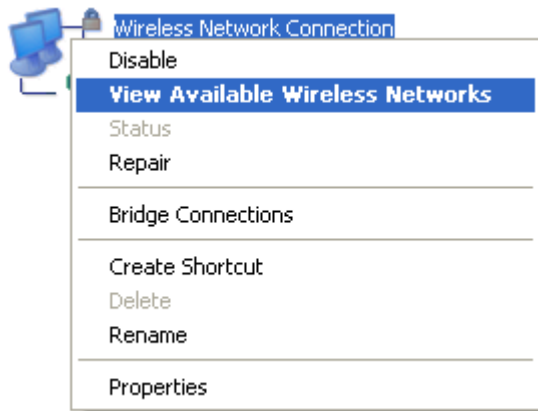 Wireless Network Connection
Disable
View Available Wireless Networks
Status
Repair
Bridge Connections
Create Shortcut
Delete
Rename
Properties